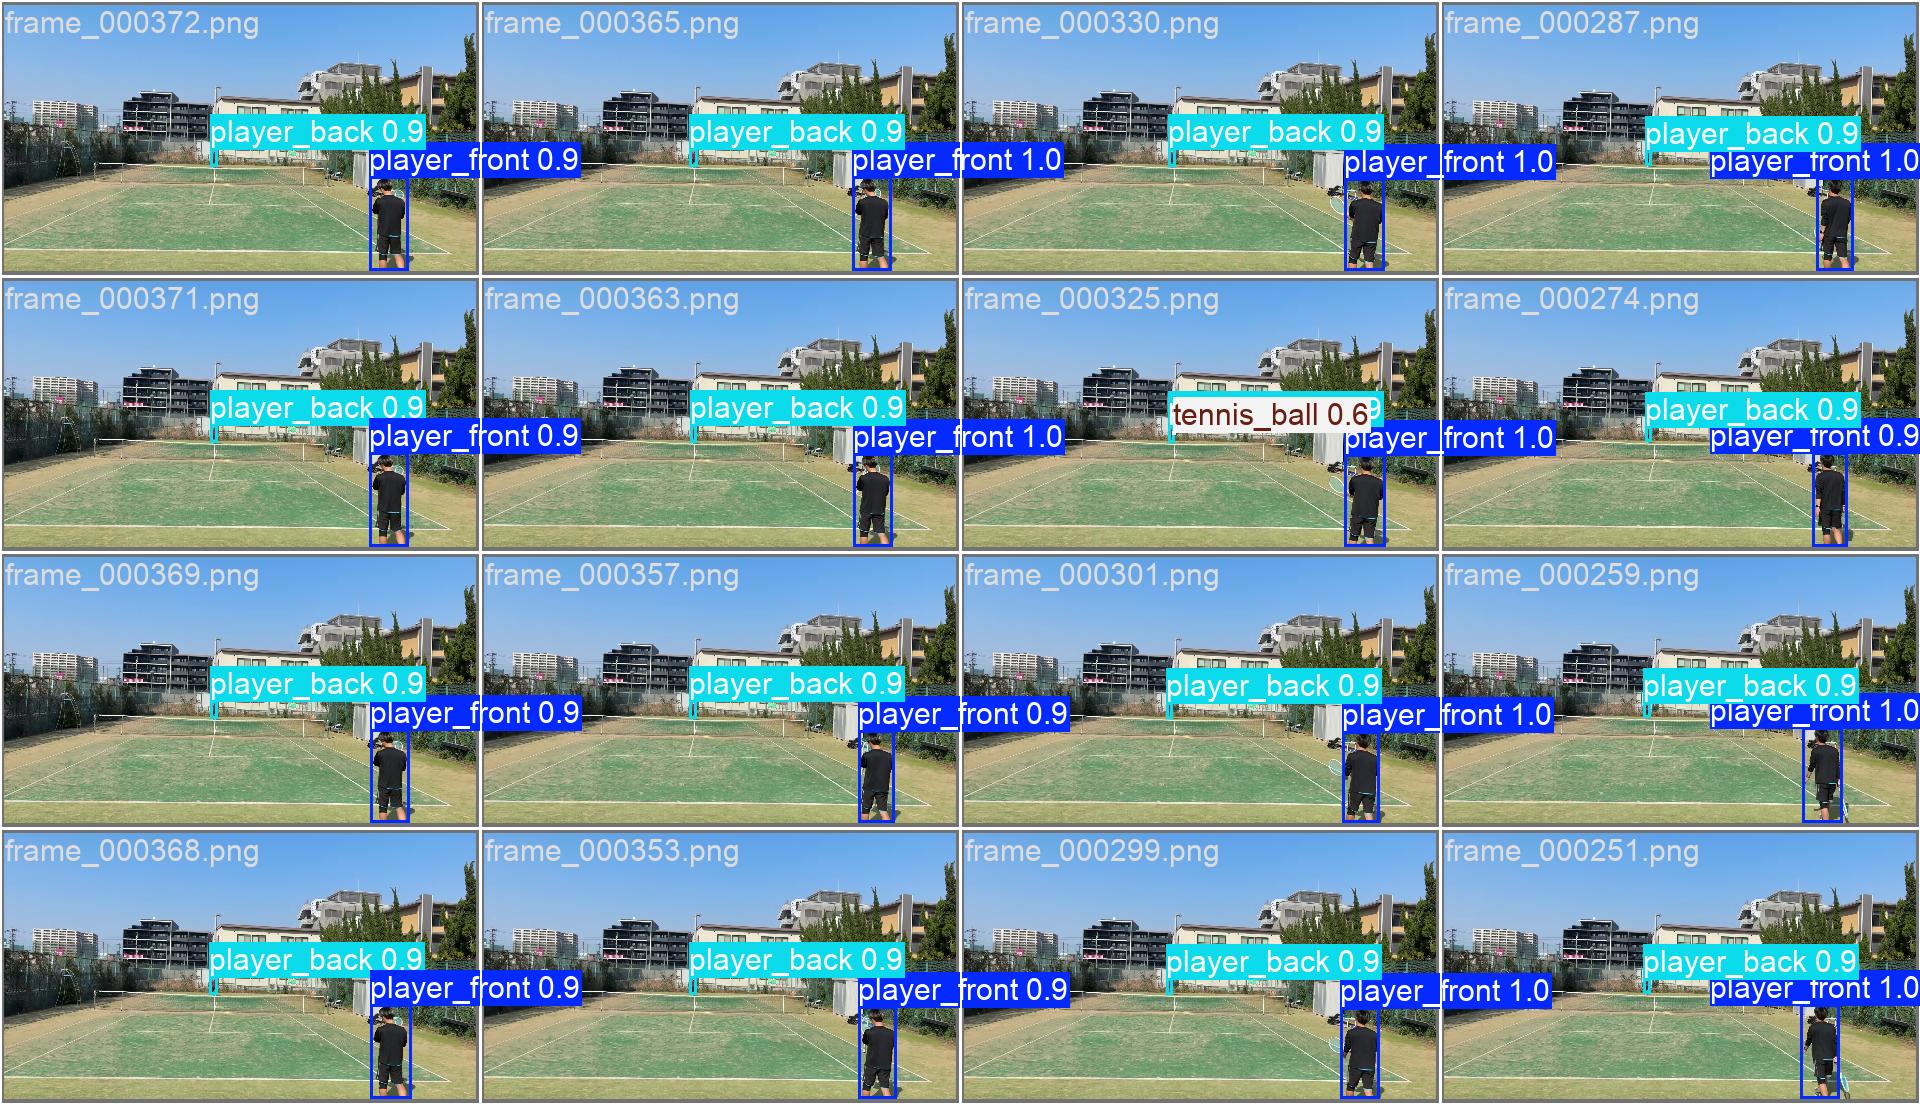 frame_000372.png
player_back 0.9
player_front 0.9
frame_000365.png
player_back 0.9
player_front 1.0
frame_000330.png
player_back 0.9
player_front 1.0
frame_000287.png
player_back 0.9
player_front 1.0
frame_000371.png
player_back 0.9
player_front 0.9
frame_000363.png
player_back 0.9
player_front 1.0
frame_000325.png
tennis_ball 0.6
player_front 1.0
frame_000274.png
player_back 0.9
player_front 0.9
frame_000369.png
player_back 0.9
player_front 0.9
frame_000357.png
player_back 0.9
player_front 0.9
frame_000301.png
player_back 0.9
player_front 1.0
frame_000259.png
player_back 0.9
player_front 1.0
frame_000368.png
player_back 0.9
player_front 0.9
frame_000353.png
player_back 0.9
player_front 0.9
frame_000299.png
player_back 0.9
player_front 1.0
frame_000251.png
player_back 0.9
player_front 1.0